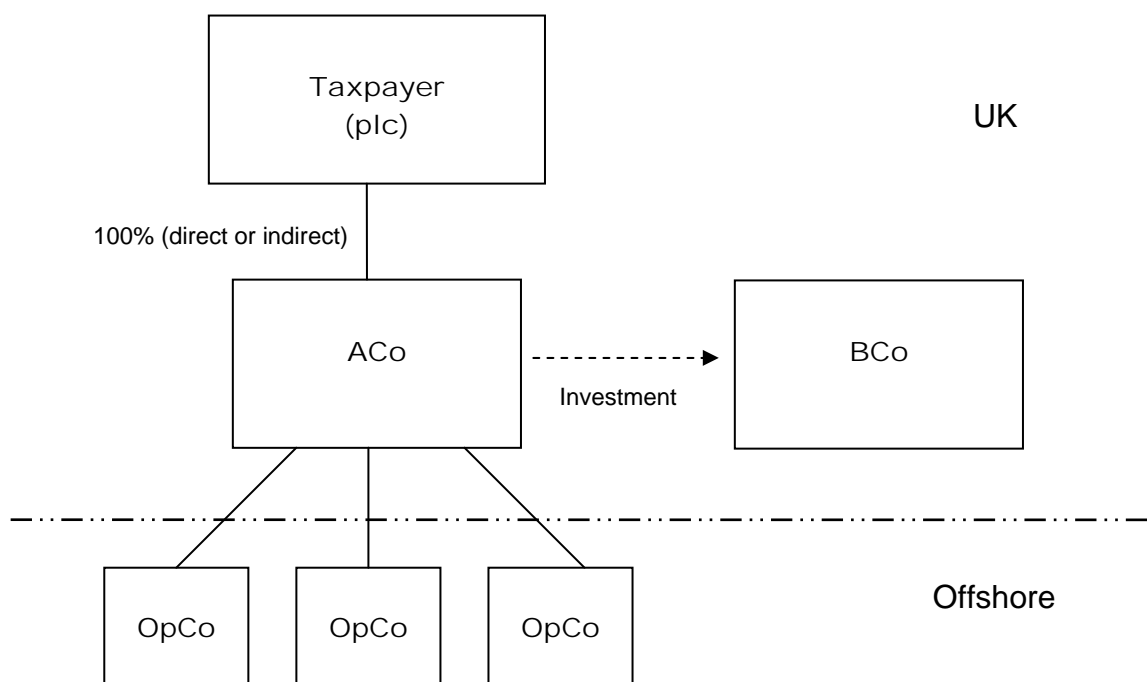 Taxpayer
(plc)
UK
100% (direct or indirect)
ACo
BCo
Investment
Offshore
OpCo
OpCo
OpCo